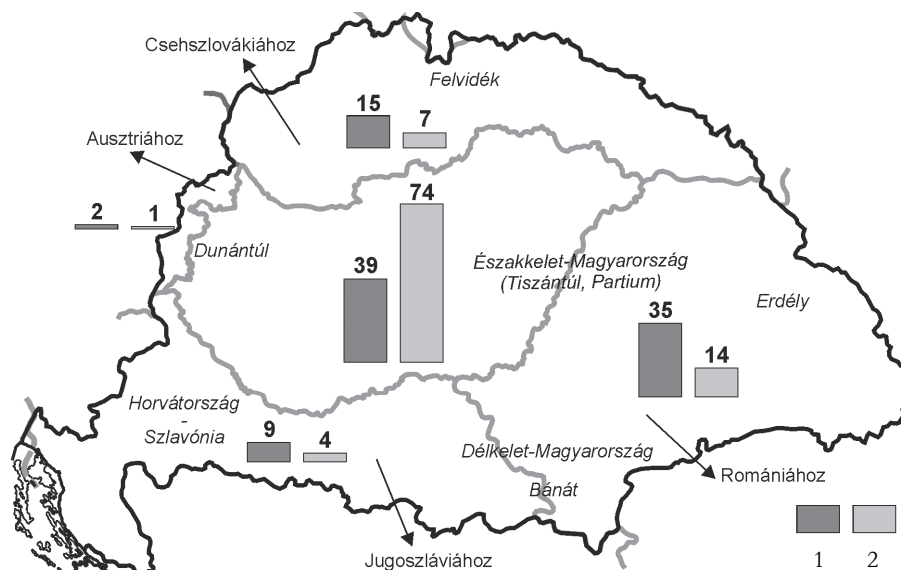 Csehszlovákiához
Felvidék
15
7
Ausztriához
2
1
74
Dunántúl
39
Északkelet-Magyarország
(Tiszántúl, Partium)
Erdély
35
14
Horvátország
-
Szlavónia
9
4
Délkelet-Magyarország
Romániához
Bánát
Jugoszláviához
1
2